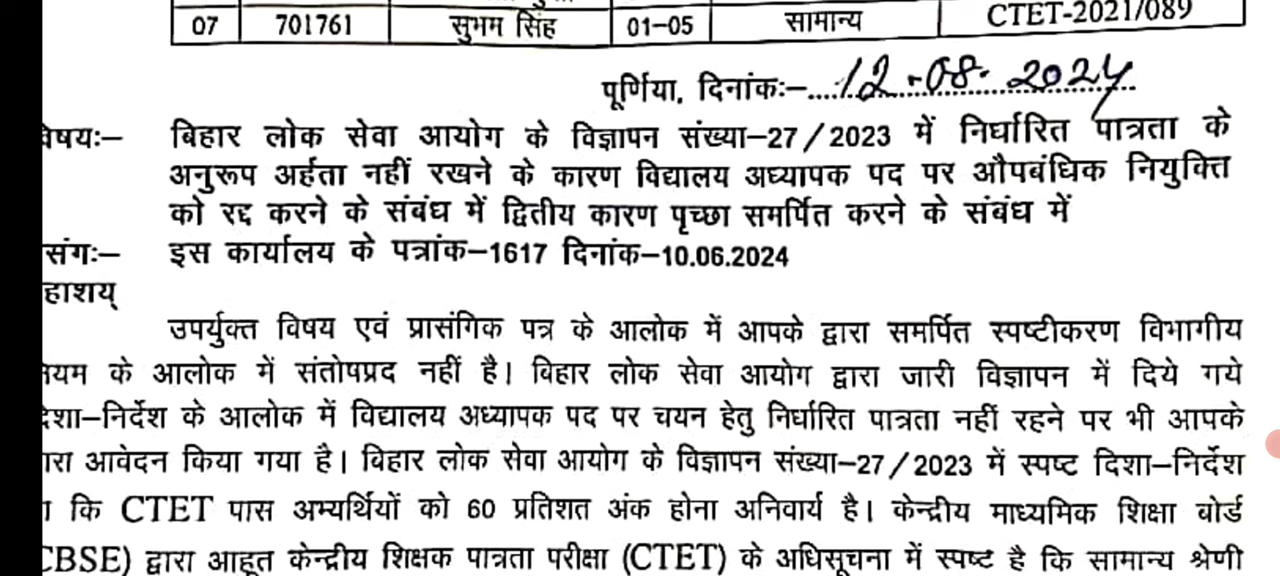 07 701761 सुभम सिंह 01-05 सामान्य CTET-2021/089
पूर्णिया, दिनांकः-....12.08.2024
विषयः- बिहार लोक सेवा आयोग के विज्ञापन संख्या-27/2023 में निर्धारित पात्रता के
अनुरूप अर्हता नहीं रखने के कारण विद्यालय अध्यापक पद पर औपबंधिक नियुक्ति
को रद्द करने के संबंध में द्वितीय कारण पृच्छा समर्पित करने के संबंध में
संगः- इस कार्यालय के पत्रांक-1617 दिनांक-10.06.2024
हाशय्
उपर्युक्त विषय एवं प्रासंगिक पत्र के आलोक में आपके द्वारा समर्पित स्पष्टीकरण विभागीय
नियम के आलोक में संतोषप्रद नहीं है। बिहार लोक सेवा आयोग द्वारा जारी विज्ञापन में दिये गये
देशा-निर्देश के आलोक में विद्यालय अध्यापक पद पर चयन हेतु निर्धारित पात्रता नहीं रहने पर भी आपके
ारा आवेदन किया गया है। बिहार लोक सेवा आयोग के विज्ञापन संख्या-27/2023 में स्पष्ट दिशा-निर्देश
कि CTET पास अभ्यर्थियों को 60 प्रतिशत अंक होना अनिवार्य है। केन्द्रीय माध्यमिक शिक्षा बोर्ड
CBSE) द्वारा आहूत केन्द्रीय शिक्षक पात्रता परीक्षा (CTET) के अधिसूचना में स्पष्ट है कि सामान्य श्रेणी